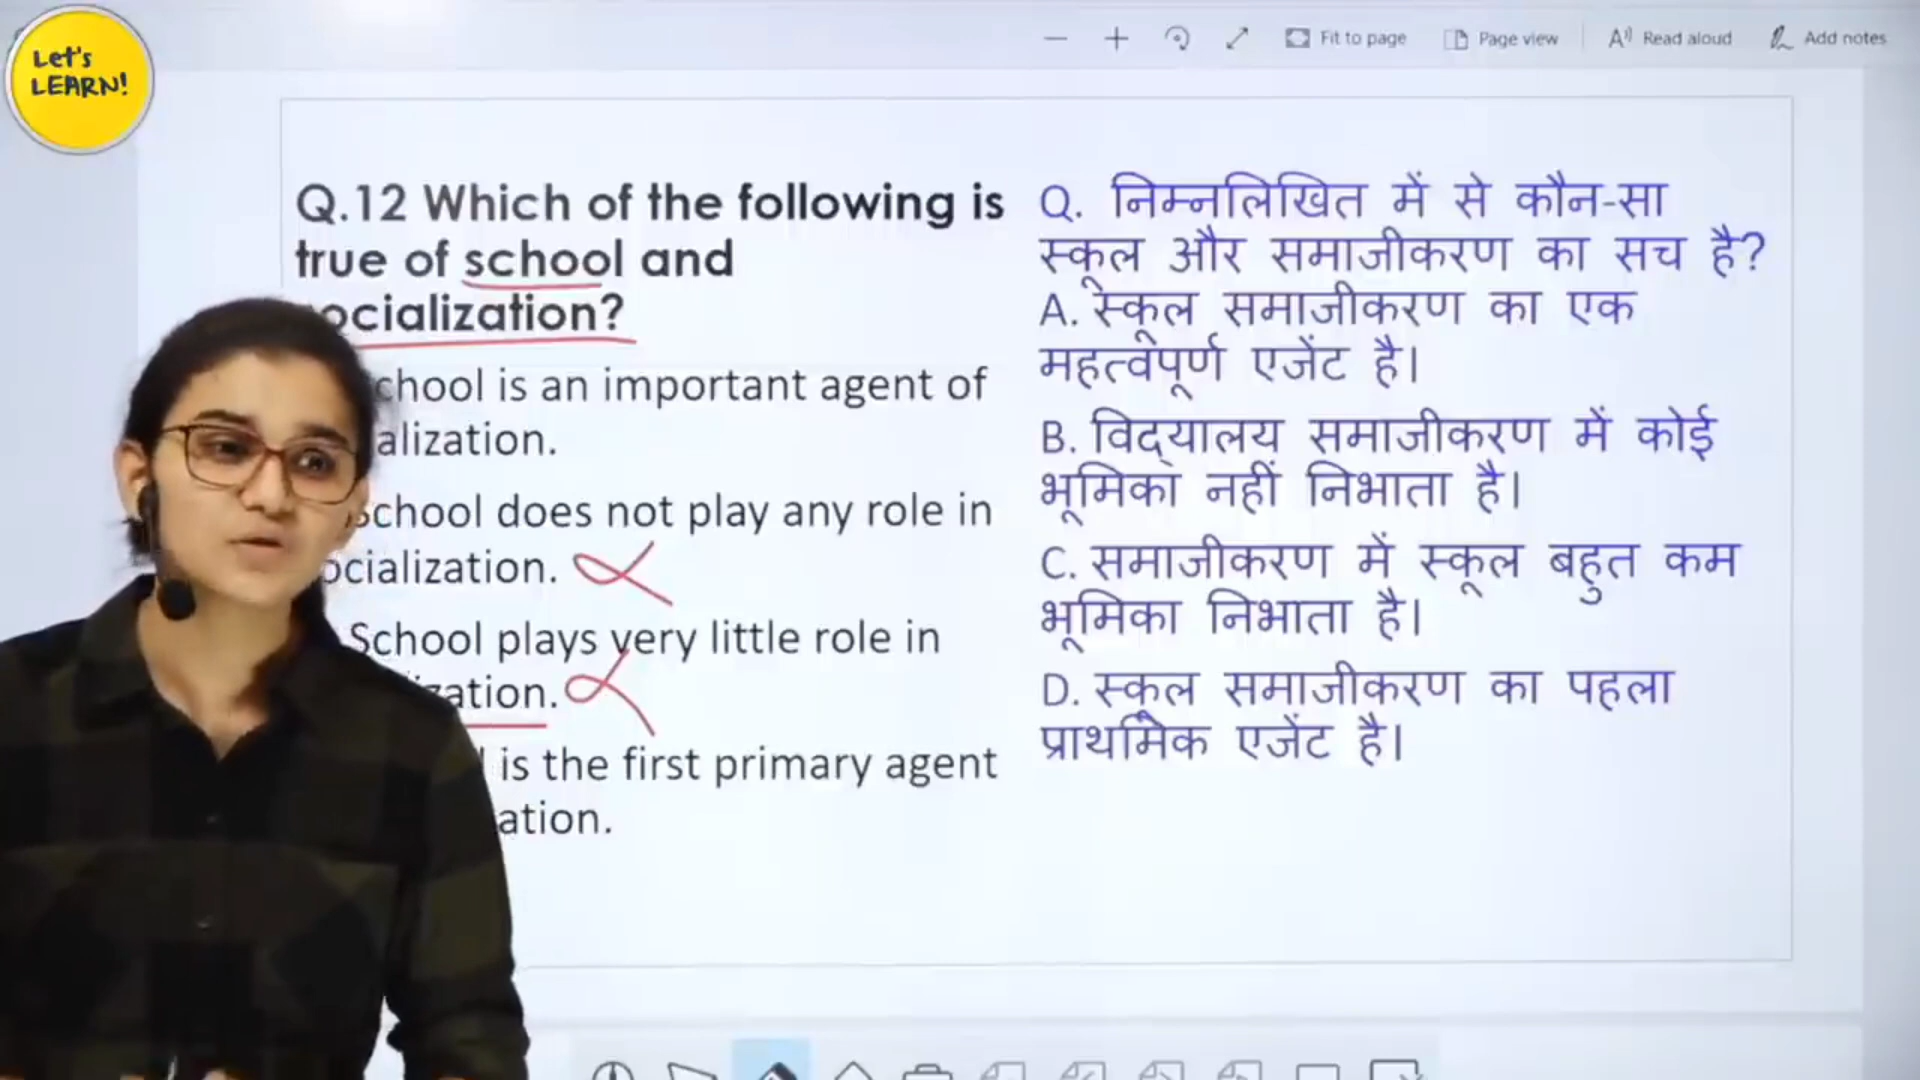 Let's
LEARN!
Fit to page
Page view
Read aloud
Add notes
Q.12 Which of the following is
true of school and
ocialization?
chool is an important agent of
alization.
school does not play any role in
ocialization.
School plays very little role in
zation.
is the first primary agent
ation.
Q. निम्नलिखित में से कौन-सा
स्कूल और समाजीकरण का सच है?
A. स्कूल समाजीकरण का एक
महत्वपूर्ण एजेंट है।
B. विद्यालय समाजीकरण में कोई
भूमिका नहीं निभाता है।
C. समाजीकरण में स्कूल बहुत कम
भूमिका निभाता है।
D. स्कूल समाजीकरण का पहला
प्राथमिक एजेंट है।